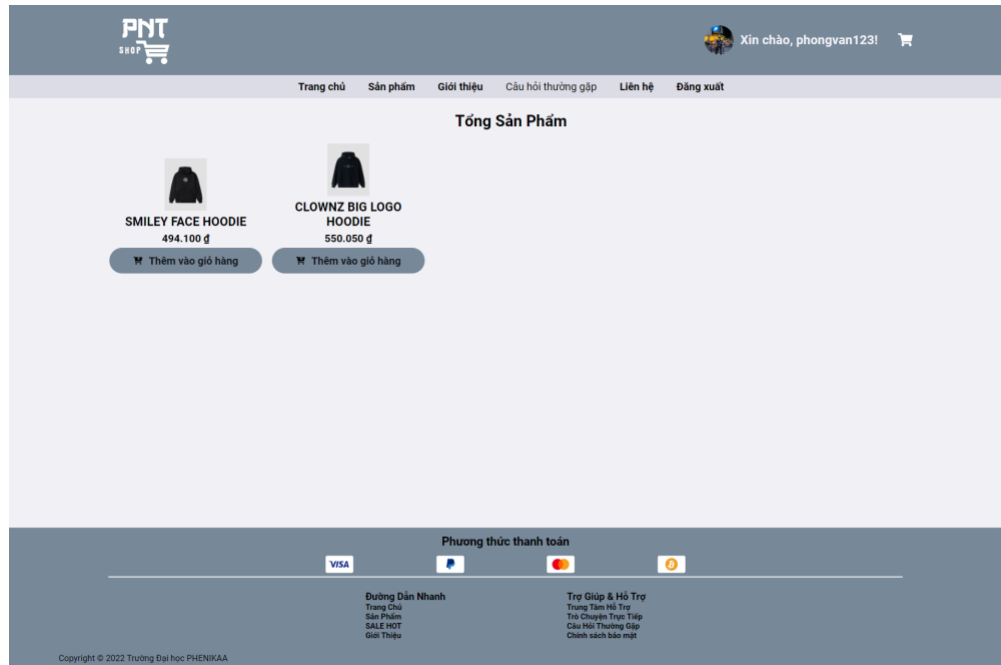 PNT
SHOP
Xin chào, phongvan123!
Trang chủ Sản phẩm Giới thiệu Câu hỏi thường gặp Liên hệ Đăng xuất
Tổng Sản Phẩm
SMILEY FACE HOODIE
494.100 ₫
Thêm vào giỏ hàng
CLOWNZ BIG LOGO
HOODIE
550.050 ₫
Thêm vào giỏ hàng
Phương thức thanh toán
VISA
Đường Dẫn Nhanh
Trang Chủ
Sản Phẩm
SALE HOT
Giới Thiệu
Trợ Giúp & Hỗ Trợ
Trung Tâm Hỗ Trợ
Trò Chuyện Trực Tiếp
Câu Hỏi Thường Gặp
Chính sách bảo mật
Copyright © 2022 Trường Đại học PHENIKAA